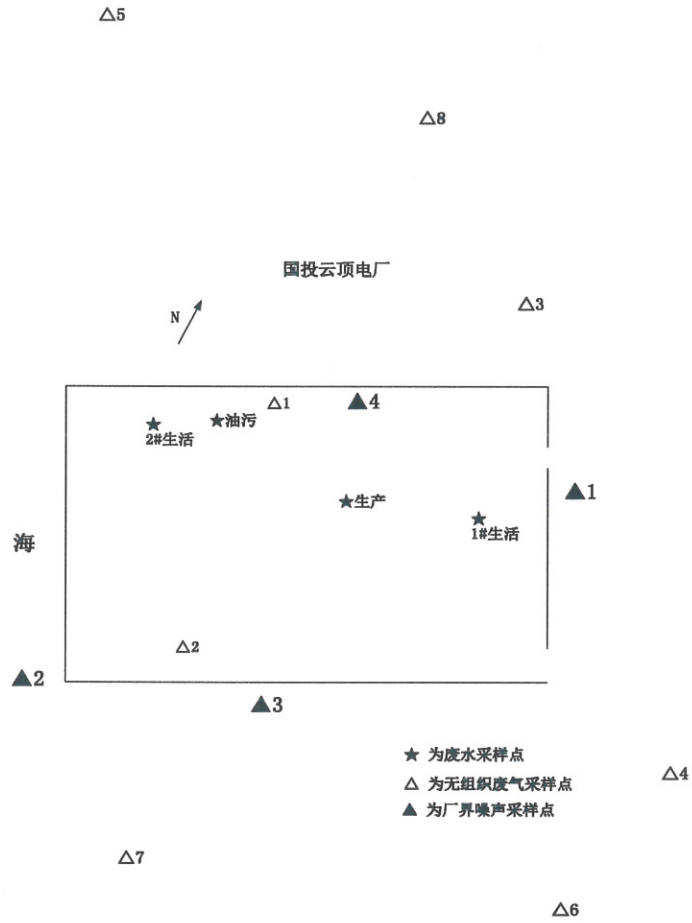 △5
△8
国投云顶电厂
N
△3
△1
▲4
★油污
★
2#生活
★生产
▲1
★
1#生活
海
△2
▲2
▲3
★ 为废水采样点
△4
△ 为无组织废气采样点
▲ 为厂界噪声采样点
△7
△6